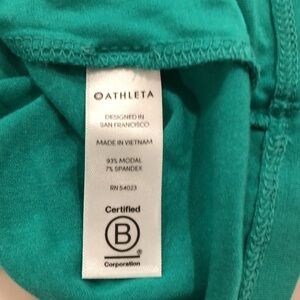 ATHLETA
DESIGNED IN
SAN FRANCISCO
MADE IN VIETNAM
93% MODAL
7% SPANDEX
RN 54023
Certified
B
Corporation